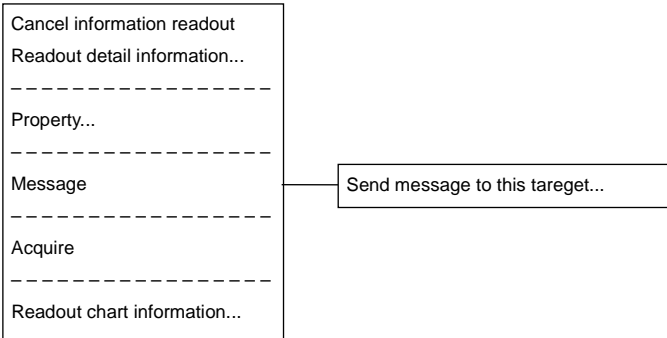 Cancel information readout
Readout detail information...
Property...
Message
Send message to this tareget...
Acquire
Readout chart information...